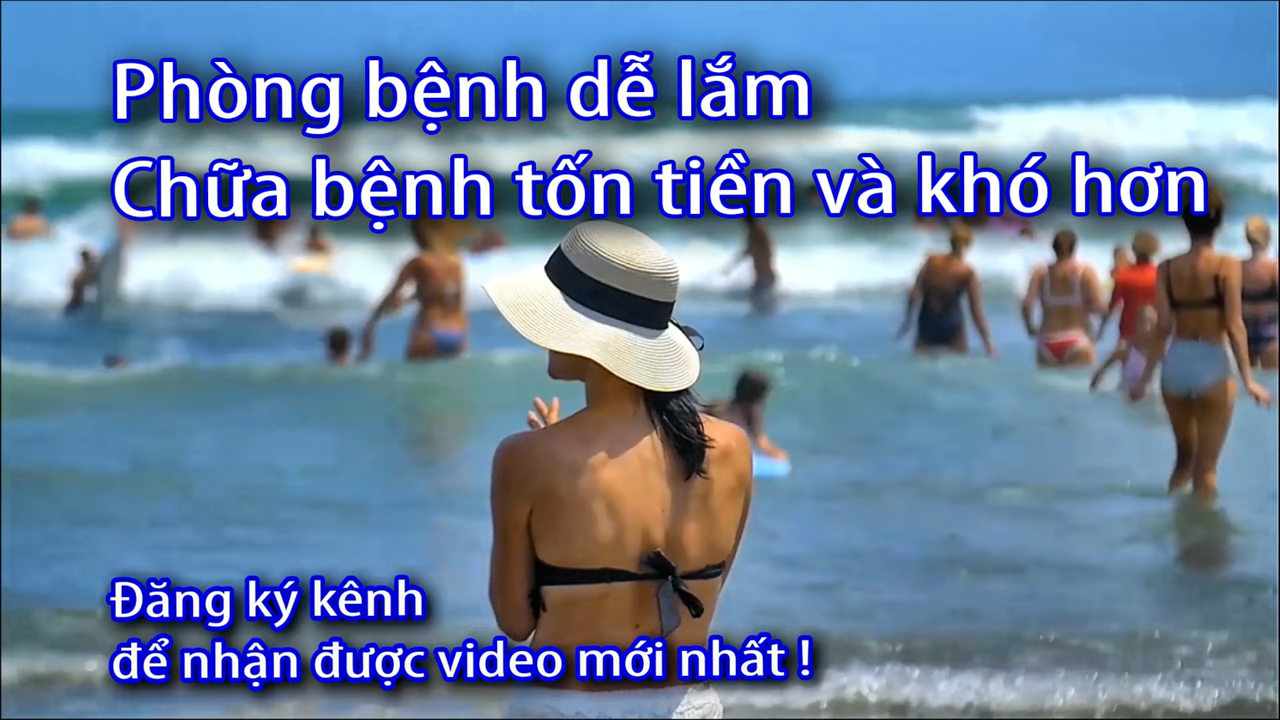 Phòng bệnh dễ lắm
Chữa bệnh tốn tiền và khó hơn
Đăng ký kênh
để nhận được video mới nhất !